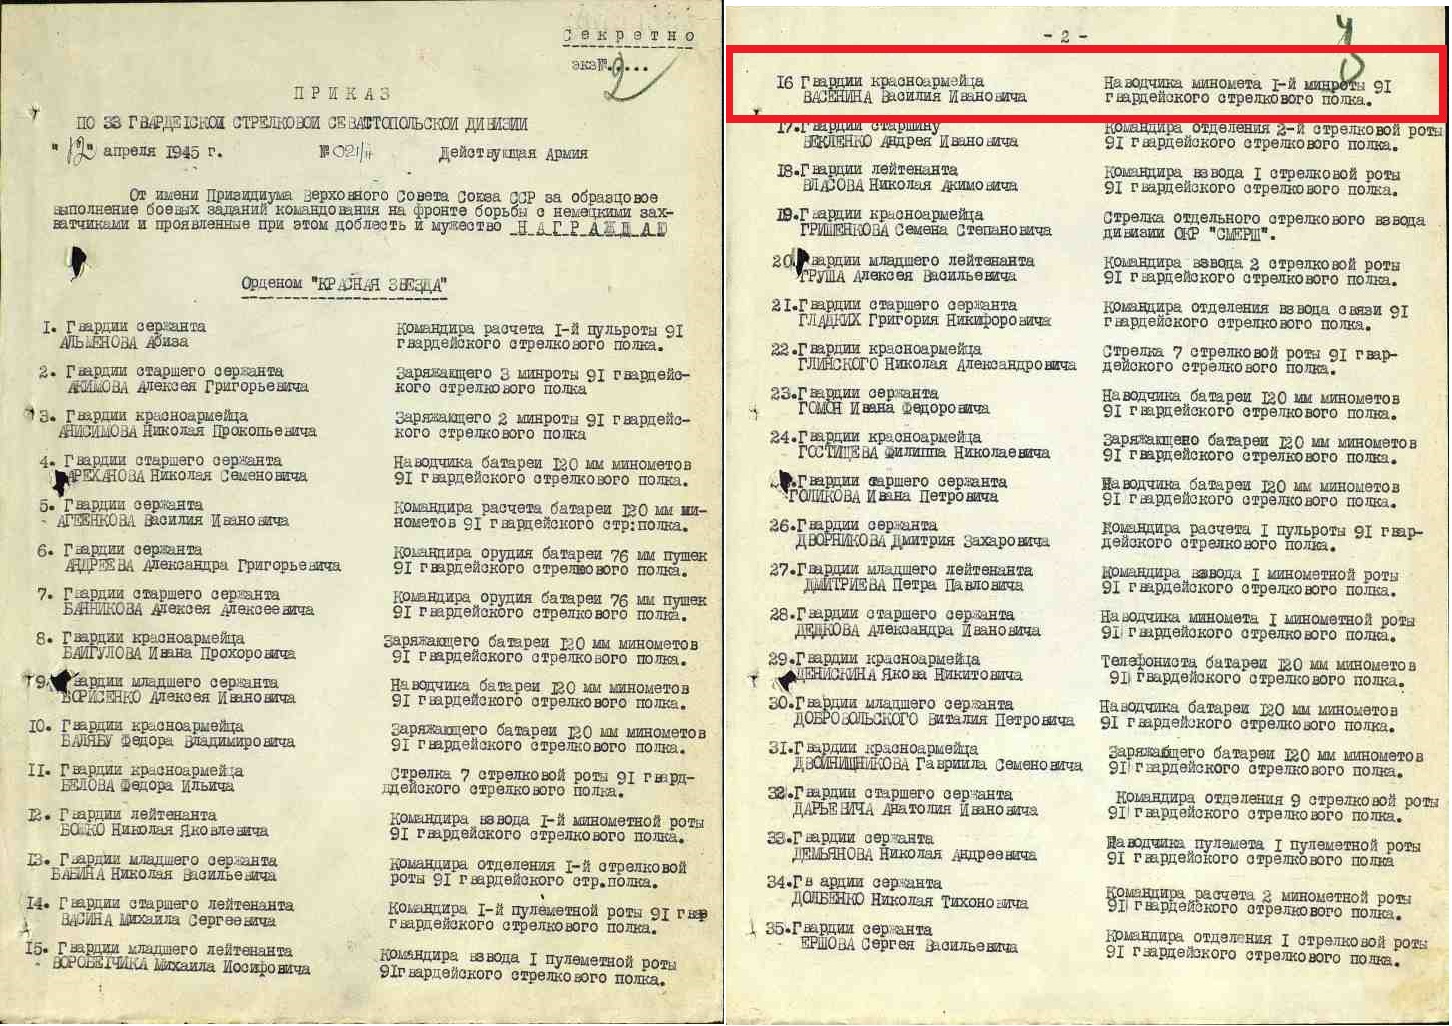 Секретно
экз№.2...
ПРИКАЗ
ПО 33 ГВАРДЕЙСКОЙ СТРЕЛКОВОЙ СЕВАСТОПОЛЬСКОЙ ДИВИЗИИ
"12" апреля 1945 г. №021/н Действующая Армия
От имени Призидиума Верховного Совета Союза ССР за образцовое
выполнение боевых заданий командования на фронте борьбы с немецкими зах-
ватчиками и проявленные при этом доблесть и мужество НАГРАЖДАЮ
Орденом "КРАСНАЯ ЗВЕЗДА"
1. Гвардии сержанта Командира расчета I-й пульроты 91
АЛЬМЕНОВА Абиза гвардейского стрелкового полка.
2. Гвардии старшего сержанта Заряжающего 3 минроты 91 гвардейс-
АКИМОВА Алексея Григорьевича кого стрелкового полка
3. Гвардии красноармейца Заряжающего 2 минроты 91 гвардейс-
АНИСИМОВА Николая Прокопьевича кого стрелкового полка
4. Гвардии старшего сержанта Наводчика батареи 120 мм минометов
АРЕХАНОВА Николая Семеновича 91 гвардейского стрелкового полка.
5. Гвардии сержанта Командира расчета батареи 120 мм ми-
АГЕЕНКОВА Василия Ивановича нометов 91 гвардейского стр:полка.
6. Гвардии сержанта Командира орудия батареи 76 мм пушек
АНДРЕЕВА Александра Григорьевича 91 гвардейского стрелкового полка.
7. Гвардии старшего сержанта Командира орудия батареи 76 мм пушек
БАННИКОВА Алексея Алексеевича 91 гвардейского стрелкового полка.
8. Гвардии красноармейца Заряжающего батареи 120 мм минометов
БАЙГУЛОВА Ивана Прохоровича 91 гвардейского стрелкового полка.
9. Гвардии младшего сержанта Наводчика батареи 120 мм минометов
БОРИСЕНКО Алексея Ивановича 91 гвардейского стрелкового полка.
10. Гвардии красноармейца Заряжающего батареи 120 мм минометов
БАЛЯБУ Федора Владимировича 91 гвардейского стрелкового полка.
11. Гвардии красноармейца Стрелка 7 стрелковой роты 91 гвард-
БЕЛОВА Федора Ильича дейского стрелкового полка.
12. Гвардии лейтенанта Командира взвода I-й минометной роты
БОЖКО Николая Яковлевича 91 гвардейского стрелкового полка.
13. Гвардии младшего сержанта Командира отделения I-й стрелковой
БАБИНА Николая Васильевича роты 91 гвардейского стр.полка.
14. Гвардии старшего лейтенанта Командира I-й пулеметной роты 91 гвар
ВАСИНА Михаила Сергеевича гвардейского стрелкового полка.
15. Гвардии младшего лейтенанта Командира взвода I пулеметной роты
ВОРОБЕЙЧИКА Михаила Иосифовича 91гвардейского стрелкового полка.
- 2 -
16 Гвардии красноармейца Наводчика миномета I-й минроты 91
ВАСЕНИНА Василия Ивановича гвардейского стрелкового полка.
17. Гвардии старшину Командира отделения 2-й стрелковой роты
ВЕКЛЕНКО Андрея Ивановича 91 гвардейского стрелкового полка.
18. Гвардии лейтенанта Командира взвода I стрелковой роты
ВЛАСОВА Николая Акимовича 91 гвардейского стрелкового полка.
19. Гвардии красноармейца Стрелка отдельного стрелкового взвода
ГРИШЕНКОВА Семена Степановича дивизии ОКР "СМЕРШ".
20. Гвардии младшего лейтенанта Командира взвода 2 стрелковой роты
ГРУША Алексея Васильевича 91 гвардейского стрелкового полка.
21. Гвардии старшего сержанта Командира отделения взвода связи 91
ГЛАДКИХ Григория Никифоровича гвардейского стрелкового полка.
22. Гвардии красноармейца Стрелка 7 стрелковой роты 91 гвар-
ГЛИНСКОГО Николая Александровича дейского стрелкового полка.
23. Гвардии сержанта Наводчика батареи 120 мм минометов
ГОМОН Ивана Федоровича 91 гвардейского стрелкового полка.
24. Гвардии красноармейца Заряжающено батареи 120 мм минометов
ГОСТИЩЕВА Филиппа Николаевича 91 гвардейского стрелкового полка.
Гвардии старшего сержанта Наводчика батареи 120 мм минометов
ГОЛИКОВА Ивана Петровича 91 гвардейского стрелкового полка.
26. Гвардии сержанта Командира расчета I пульроты 91 гвар-
ДВОРНИКОВА Дмитрия Захаровича дейского стрелкового полка.
27. Гвардии младшего лейтенанта Командира взвода I минометной роты
ДМИТРИЕВА Петра Павловича 91 гвардейского стрелкового полка.
28. Гвардии старшего сержанта Наводчика миномета I минометной роты
ДЕДКОВА Александра Ивановича 91 гвардейского стрелкового полка.
29. Гвардии красноармейца Телефониста батареи 120 мм минометов
ДЕНИСКИНА Якова Никитовича 91 гвардейского стрелкового полка.
30. Гвардии младшего сержанта Наводчика батареи 120 мм минометов
ДОБРОВОЛЬСКОГО Виталия Петровича 91 гвардейского стрелкового полка.
31. Гвардии красноармейца Заряжающего батареи 120 мм минометов
ДВОЙНИШНИКОВА Гавриила Семеновича 91 гвардейского стрелкового полка.
32. Гвардии старшего сержанта Командира отделения 9 стрелковой роты
ДАРЬЕВИЧА Анатолия Ивановича 91 гвардейского стрелкового полка.
33. Гвардии сержанта Наводчика пулемета I пулеметной роты
ДЕМЬЯНОВА Николая Андреевича 91 гвардейского стрелкового полка
34. Гвардии сержанта Командира расчета 2 минометной роты
ДОЛБЕНКО Николая Тихоновича 91 гвардейского стрелкового полка.
35. Гвардии сержанта Командира отделения I стрелковой роты
ЕРШОВА Сергея Васильевича 91 гвардейского стрелкового полка.